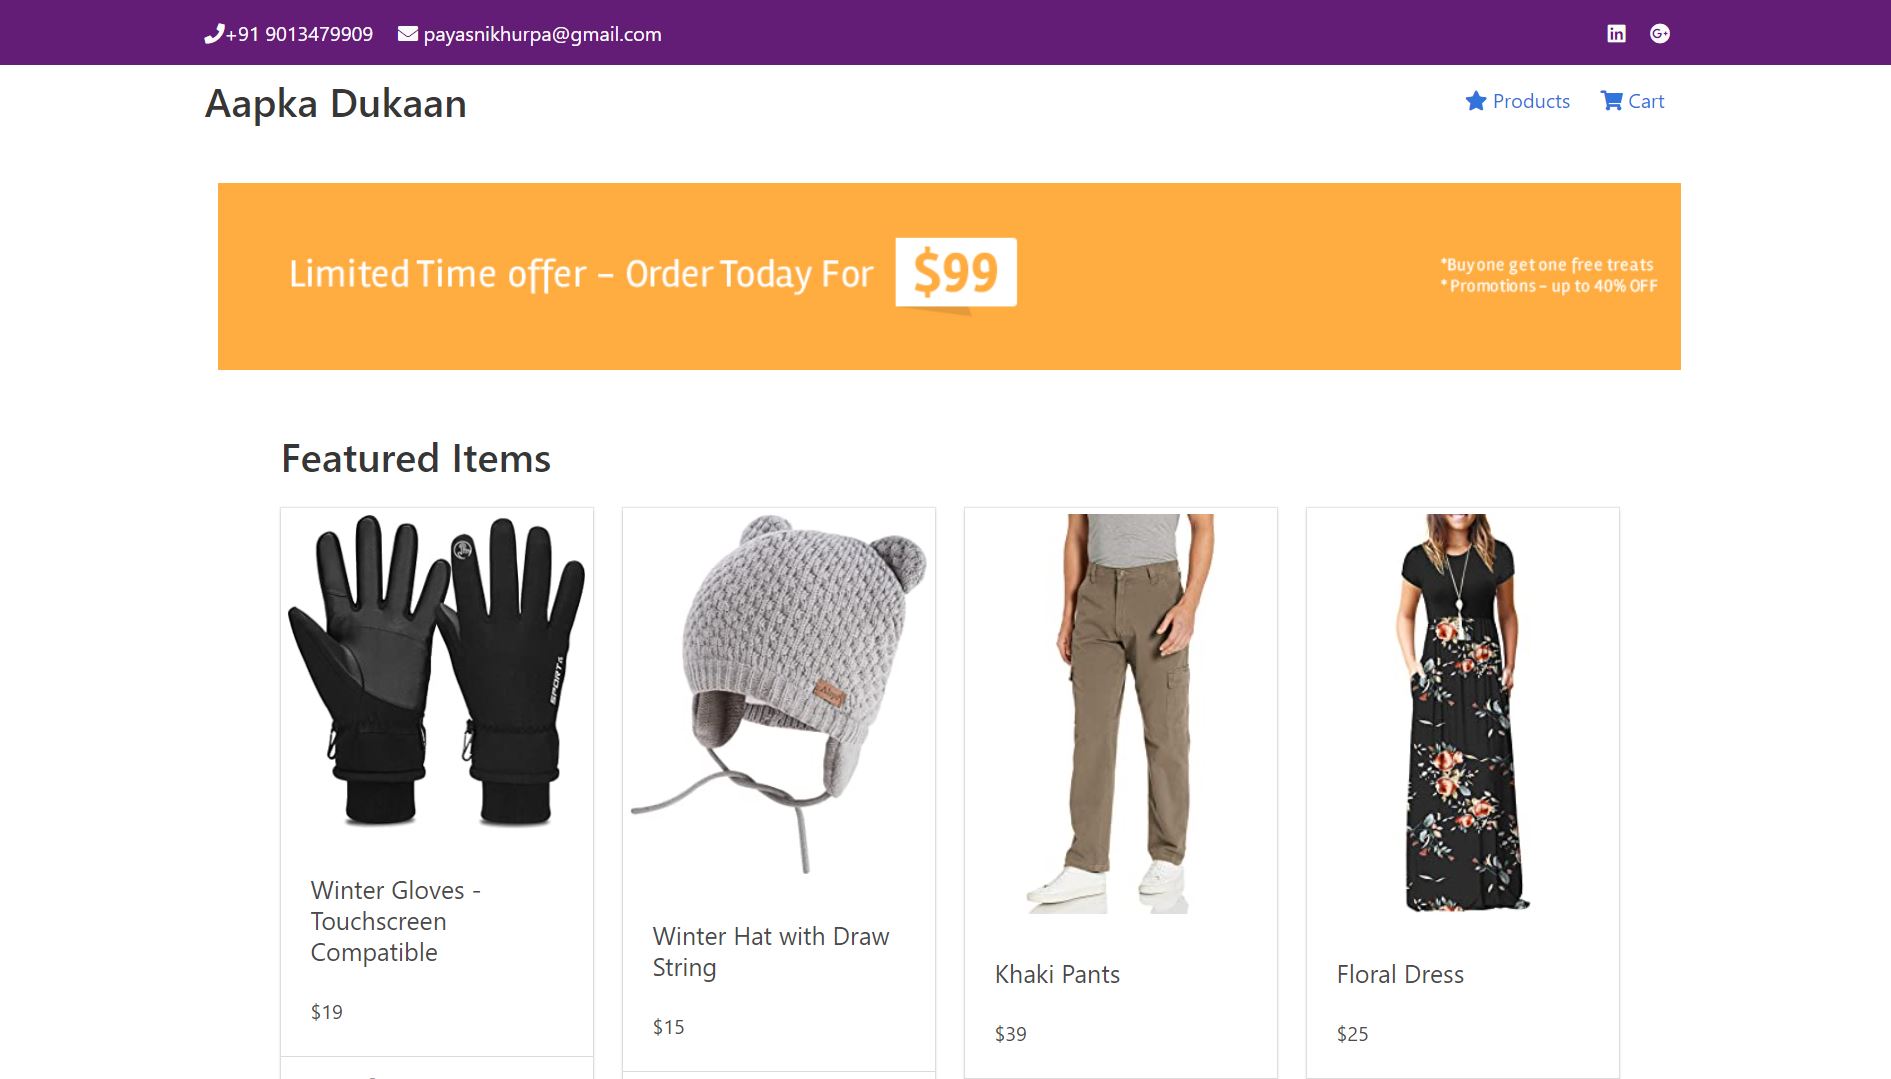 +91 9013479909 payasnikhurpa@gmail.com
Aapka Dukaan
Products Cart
Limited Time offer – Order Today For $99
*Buy one get one free treats
* Promotions – up to 40% OFF
Featured Items
SPORT
Winter Gloves -
Touchscreen
Compatible
$19
Winter Hat with Draw
String
$15
Khaki Pants
$39
Floral Dress
$25